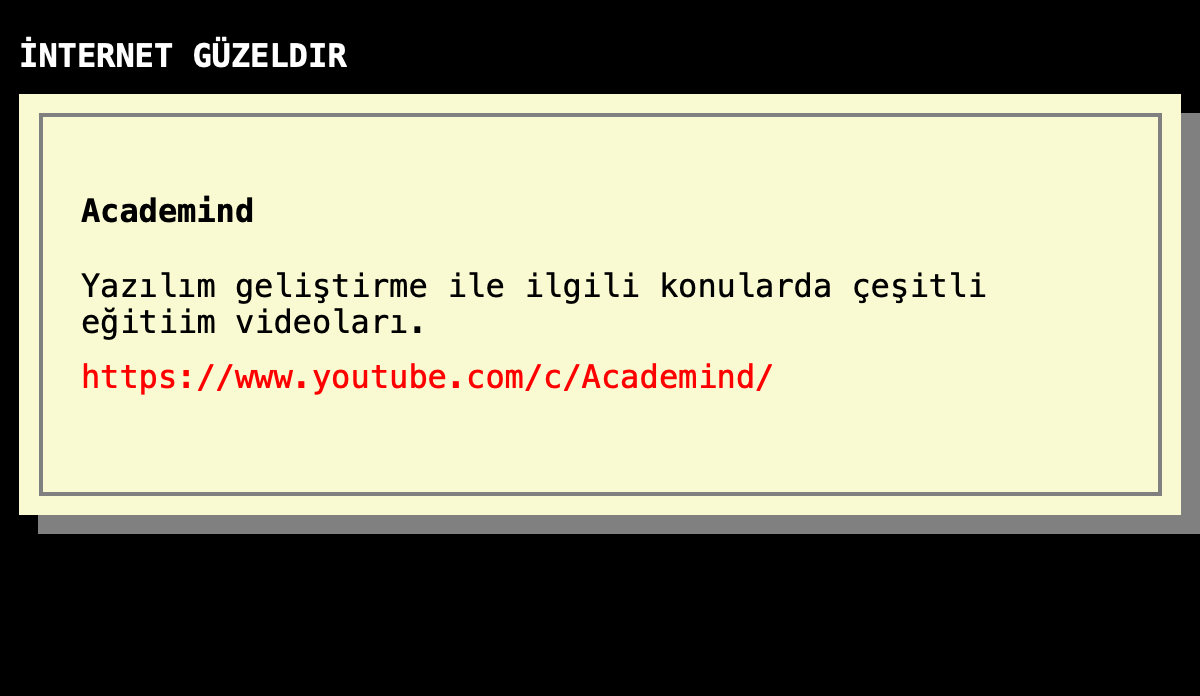 İNTERNET GÜZELDIR
Academind
Yazılım geliştirme ile ilgili konularda çeşitli
eğitiim videoları.
https://www.youtube.com/c/Academind/